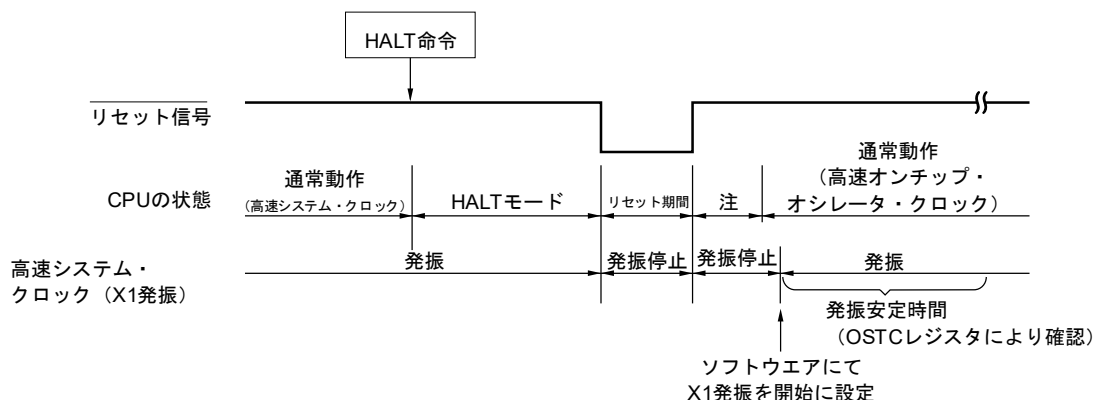 HALT命令
リセット信号
CPUの状態
通常動作
(高速システム・クロック)
HALTモード
リセット期間
注
通常動作
(高速オンチップ・
オシレータ・クロック)
高速システム・
クロック(X1発振)
発振
発振停止
発振停止
発振
発振安定時間
(OSTCレジスタにより確認)
ソフトウエアにて
X1発振を開始に設定